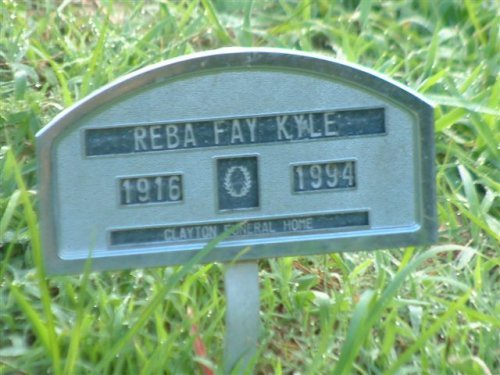 REBA FAY KYLE
1916 1994
CLAYTON FUNERAL HOME